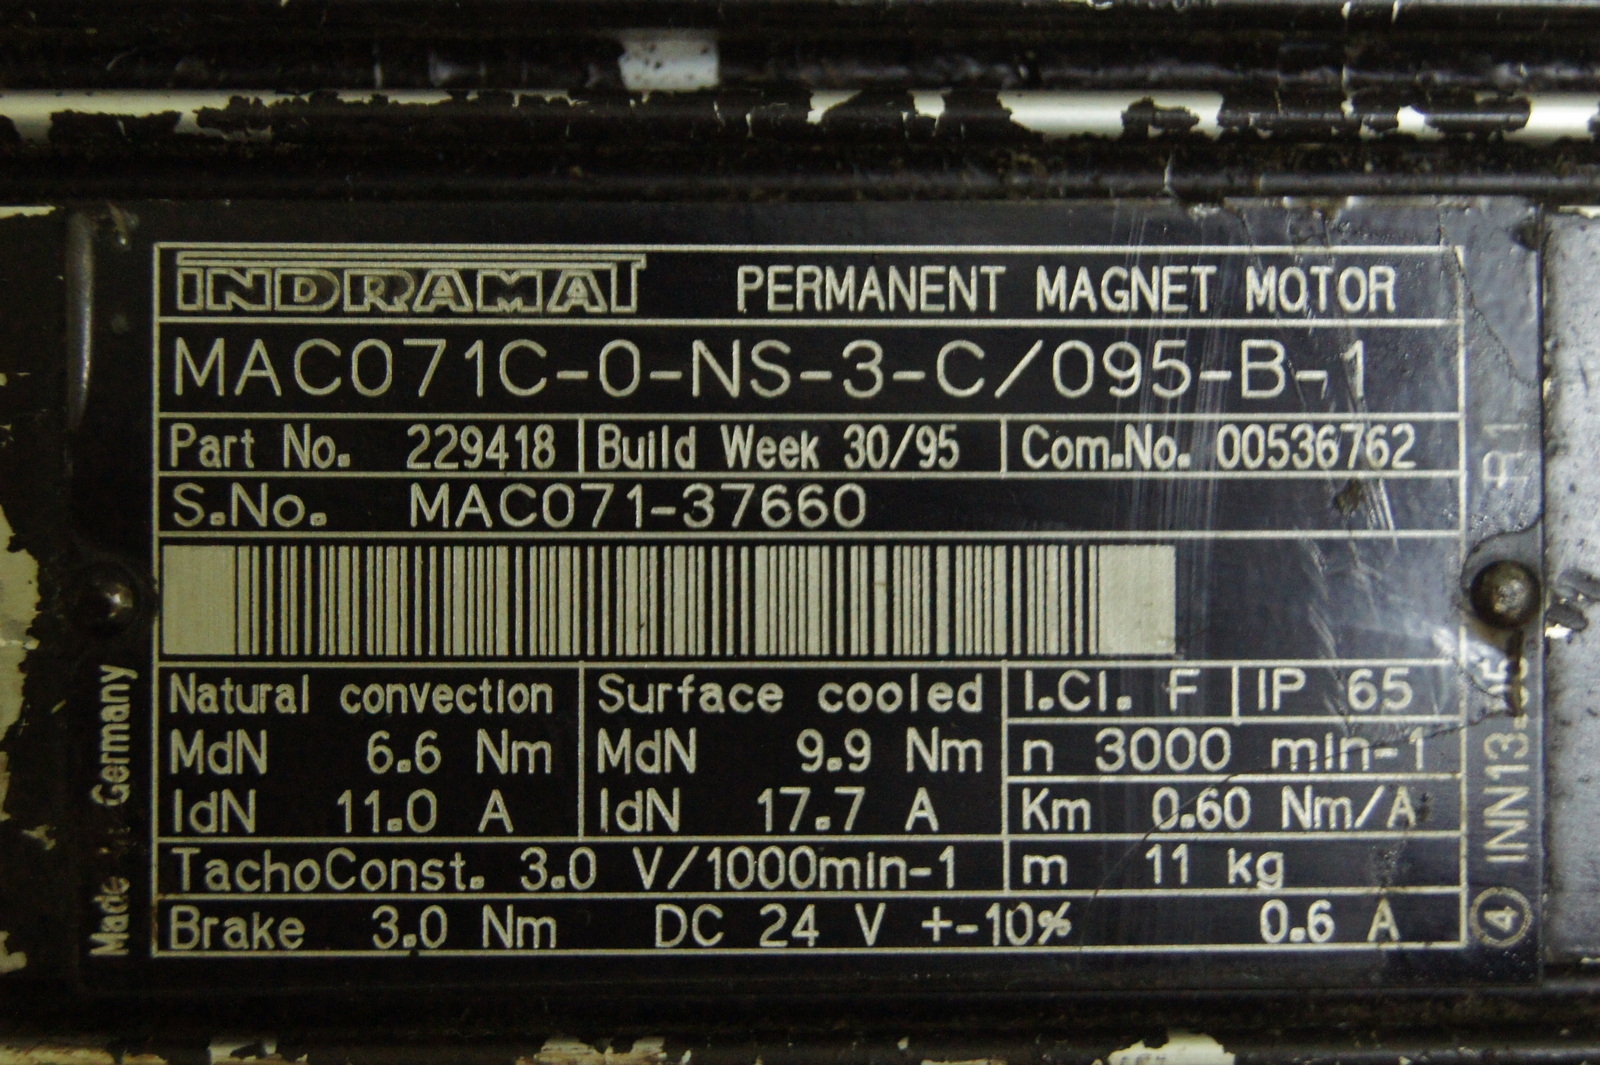 INDRAMAT PERMANENT MAGNET MOTOR
MAC071C-0-NS-3-C/095-B-1
Part No. 229418 Build Week 30/95 Com.No. 00536762
S.No. MAC071-37660
Natural convection Surface cooled I.Cl. F IP 65
MdN 6.6 Nm MdN 9.9 Nm n 3000 min-1
IdN 11.0 A IdN 17.7 A Km 0.60 Nm/A
TachoConst. 3.0 V/1000min-1 m 11 kg
Brake 3.0 Nm DC 24 V +-10% 0.6 A
Made in Germany
④ INN13 R1